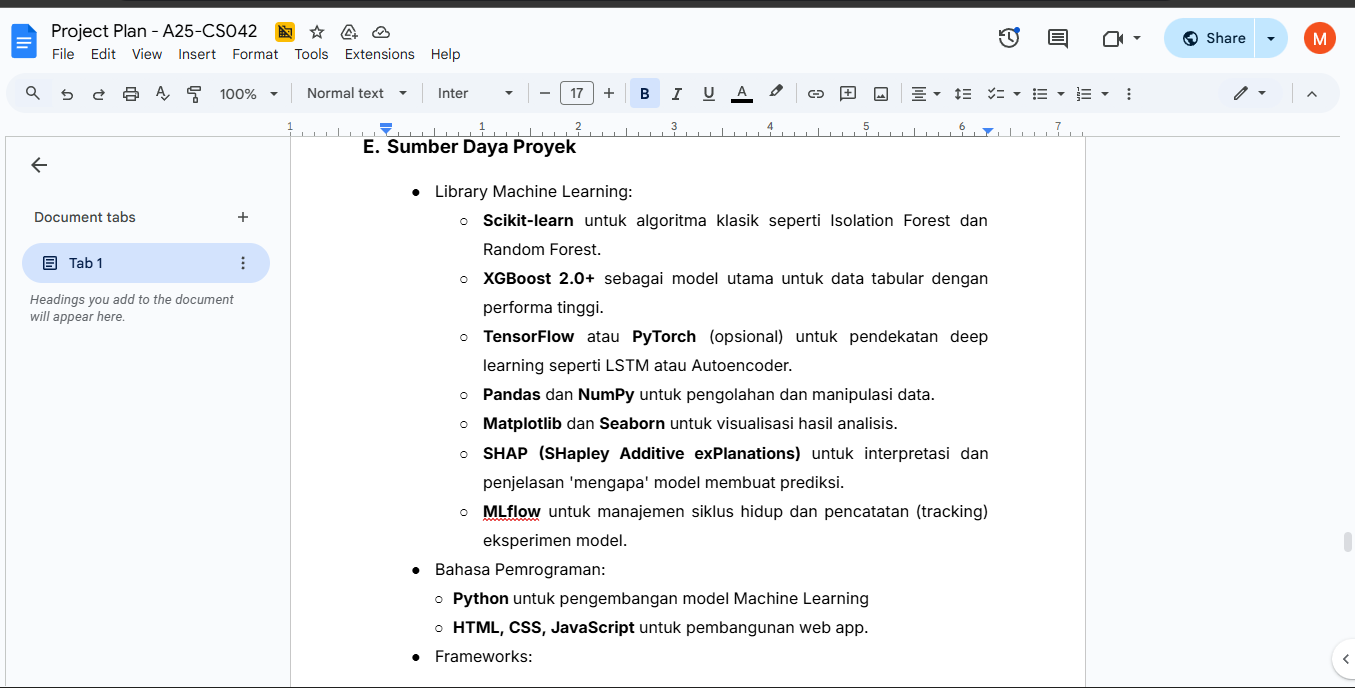 Project Plan - A25-CS042
File Edit View Insert Format Tools Extensions Help
Share
M
100% Normal text Inter − 17 + B I U A
1 1 2 3 4 5 6 7
Document tabs
Tab 1
Headings you add to the document
will appear here.
E. Sumber Daya Proyek
● Library Machine Learning:
○ Scikit-learn untuk algoritma klasik seperti Isolation Forest dan
Random Forest.
○ XGBoost 2.0+ sebagai model utama untuk data tabular dengan
performa tinggi.
○ TensorFlow atau PyTorch (opsional) untuk pendekatan deep
learning seperti LSTM atau Autoencoder.
○ Pandas dan NumPy untuk pengolahan dan manipulasi data.
○ Matplotlib dan Seaborn untuk visualisasi hasil analisis.
○ SHAP (SHapley Additive exPlanations) untuk interpretasi dan
penjelasan 'mengapa' model membuat prediksi.
○ MLflow untuk manajemen siklus hidup dan pencatatan (tracking)
eksperimen model.
● Bahasa Pemrograman:
○ Python untuk pengembangan model Machine Learning
○ HTML, CSS, JavaScript untuk pembangunan web app.
● Frameworks: